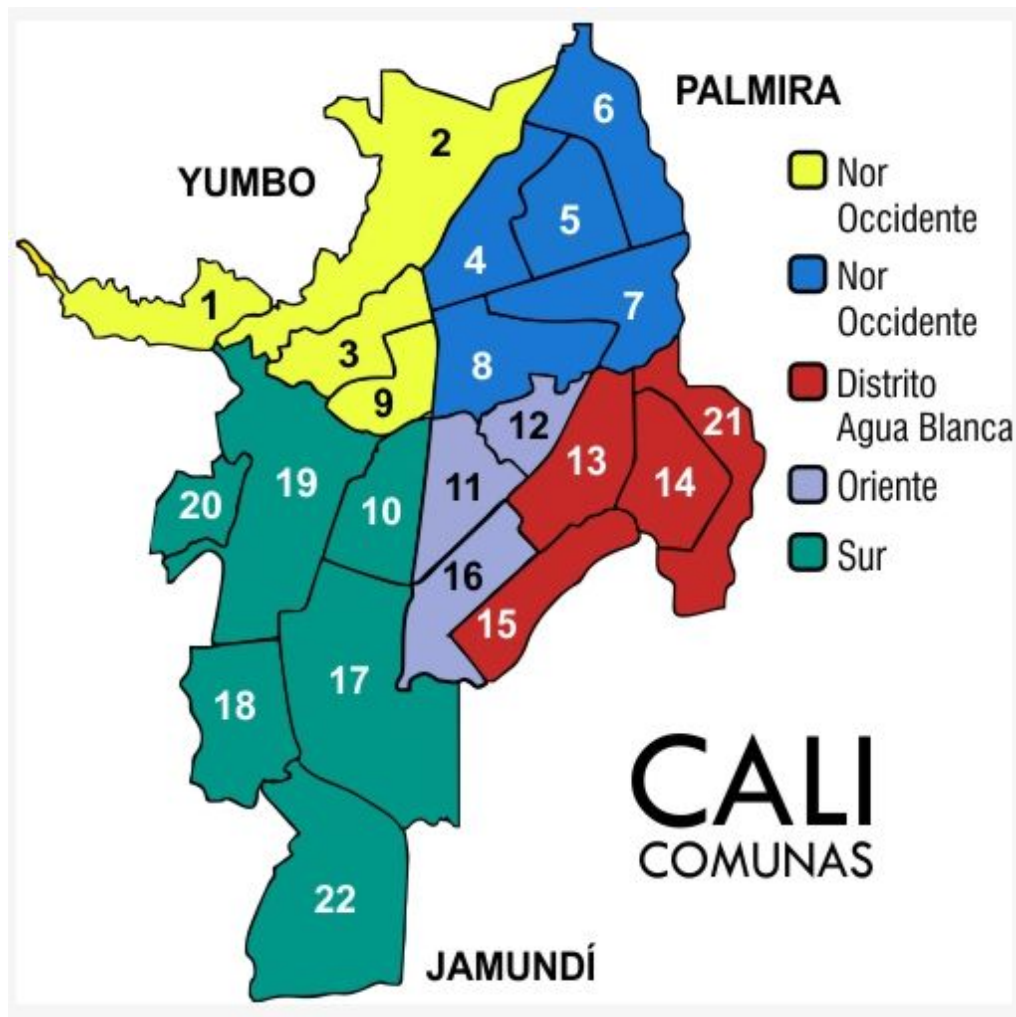 PALMIRA
YUMBO
6
2
5
4
1
7
3
8
9
12
21
13
14
19
20
11
10
16
15
17
18
22
Nor
Occidente
Nor
Occidente
Distrito
Agua Blanca
Oriente
Sur
CALI
COMUNAS
JAMUNDÍ